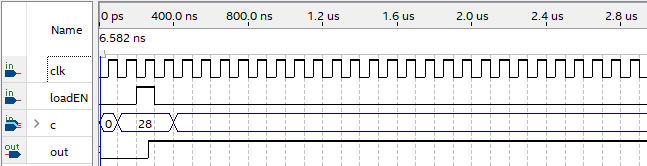 Name
0 ps 400.0 ns 800.0 ns 1.2 us 1.6 us 2.0 us 2.4 us 2.8 us
6.582 ns
in clk
in loadEN
in > c 0 28
out out